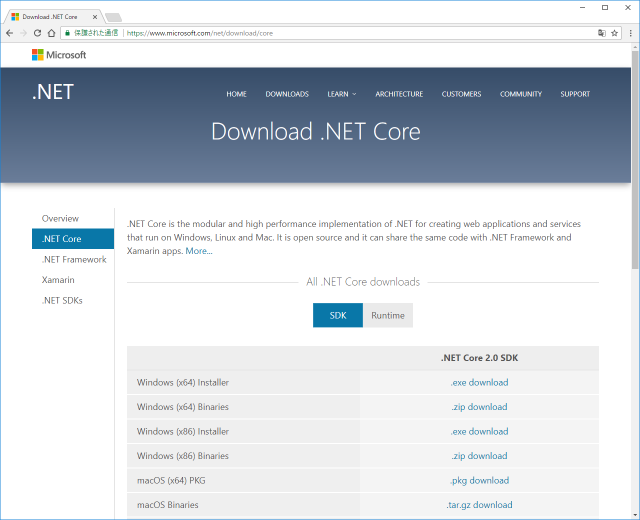 Download .NET Core
保護された通信
https://www.microsoft.com/net/download/core
Microsoft
.NET
HOME
DOWNLOADS
LEARN
ARCHITECTURE
CUSTOMERS
COMMUNITY
SUPPORT
Download .NET Core
Overview
.NET Core
.NET Framework
Xamarin
.NET SDKs
.NET Core is the modular and high performance implementation of .NET for creating web applications and services
that run on Windows, Linux and Mac. It is open source and it can share the same code with .NET Framework and
Xamarin apps. More...
All .NET Core downloads
SDK
Runtime
.NET Core 2.0 SDK
Windows (x64) Installer .exe download
Windows (x64) Binaries .zip download
Windows (x86) Installer .exe download
Windows (x86) Binaries .zip download
macOS (x64) PKG .pkg download
macOS Binaries .tar.gz download